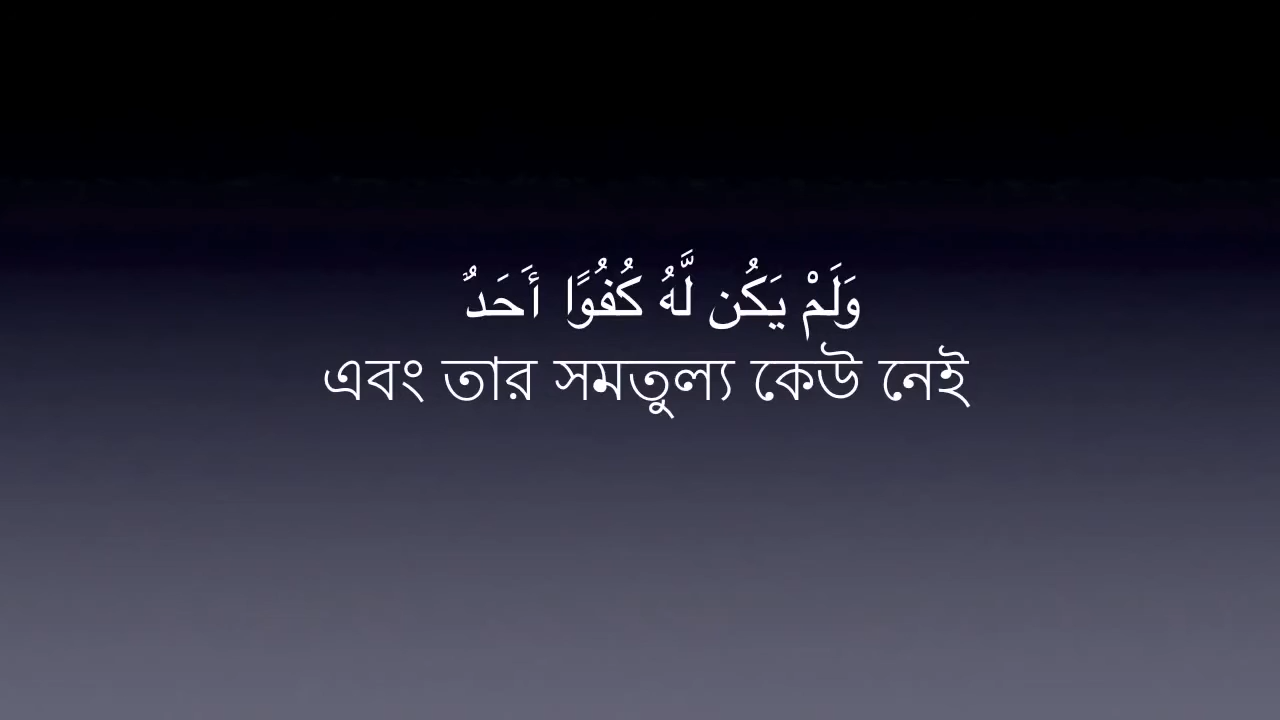 وَلَمْ يَكُن لَّهُ كُفُوًا أَحَدٌ
এবং তার সমতুল্য কেউ নেই